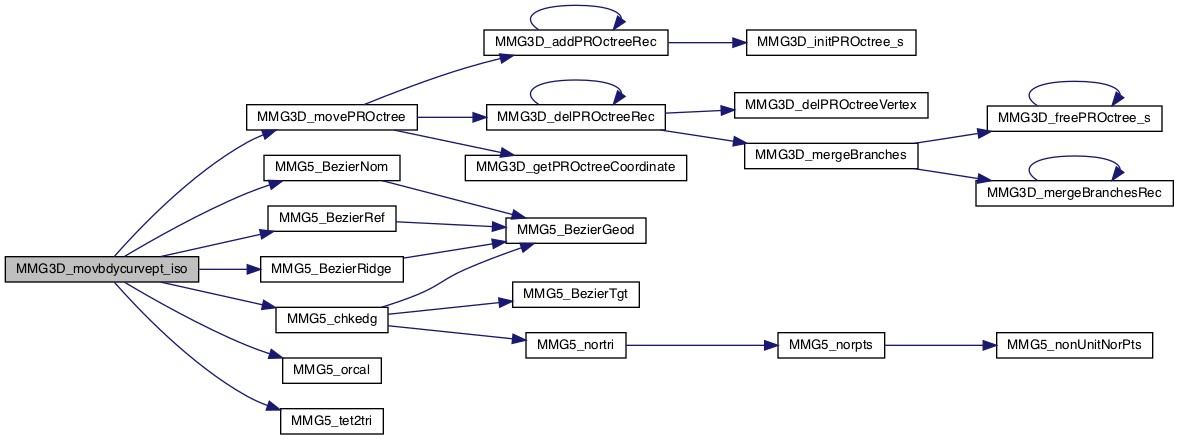 MMG3D_addPROctreeRec
MMG3D_initPROctree_s
MMG3D_movePROctree
MMG3D_delPROctreeRec
MMG3D_delPROctreeVertex
MMG3D_freePROctree_s
MMG3D_mergeBranches
MMG3D_getPROctreeCoordinate
MMG3D_mergeBranchesRec
MMG5_BezierNom
MMG5_BezierRef
MMG5_BezierGeod
MMG3D_movbdycurvept_iso
MMG5_BezierRidge
MMG5_BezierTgt
MMG5_chkedg
MMG5_nortri
MMG5_norpts
MMG5_nonUnitNorPts
MMG5_orcal
MMG5_tet2tri